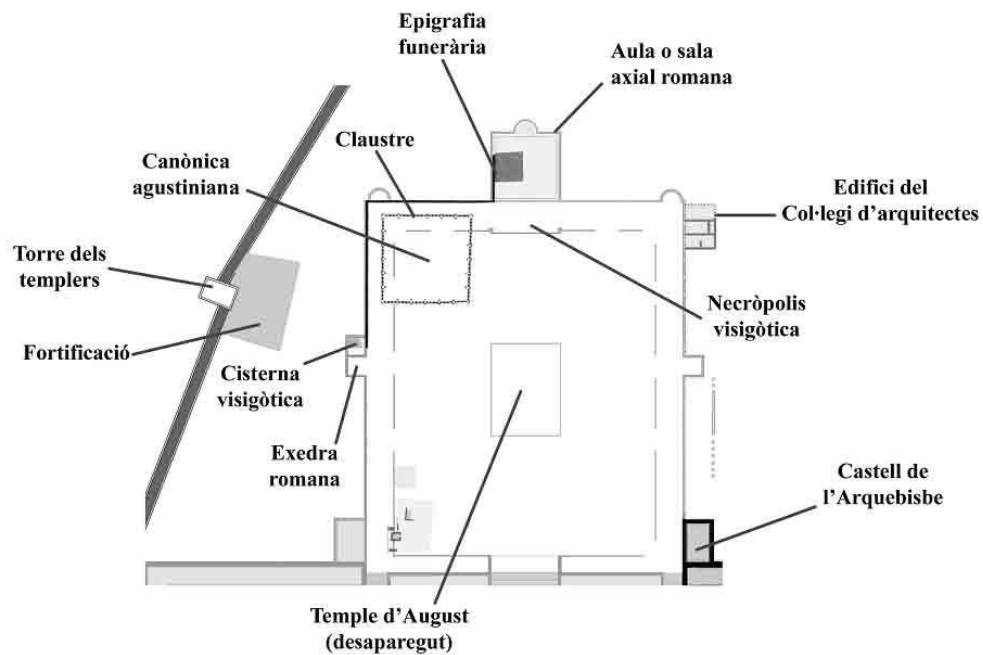 Epigrafia
funerària
Aula o sala
axial romana
Claustre
Canònica
agustiniana
Edifici del
Col·legi d'arquitectes
Torre dels
templers
Necròpolis
visigòtica
Fortificació
Cisterna
visigòtica
Exedra
romana
Castell de
l'Arquebisbe
Temple d'August
(desaparegut)